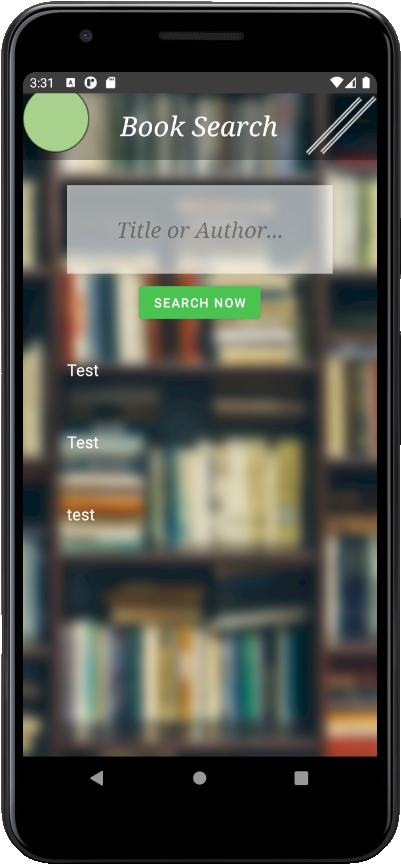 3:31
Book Search
Title or Author...
SEARCH NOW
Test
Test
test